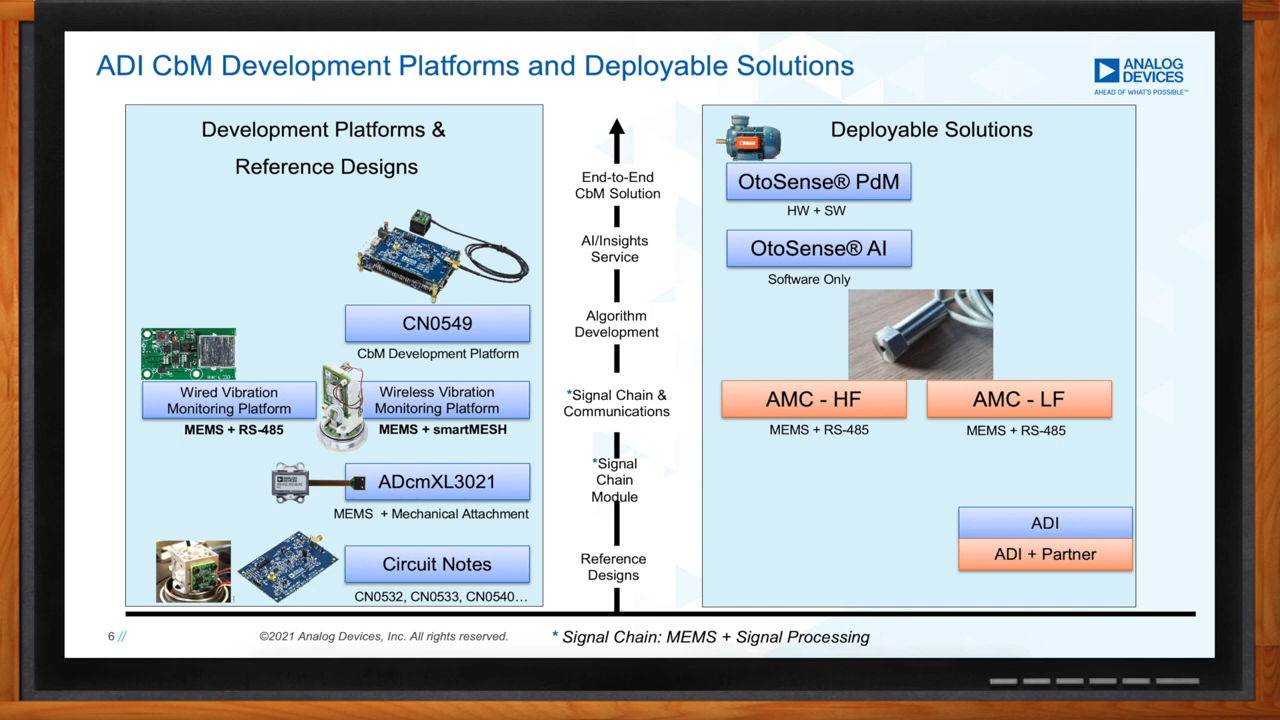 ADI CbM Development Platforms and Deployable Solutions
ANALOG
DEVICES
AHEAD OF WHAT'S POSSIBLE™
Development Platforms &
Reference Designs
CN0549
CbM Development Platform
Wired Vibration
Monitoring Platform
MEMS + RS-485
Wireless Vibration
Monitoring Platform
MEMS + smartMESH
ADcmXL3021
MEMS + Mechanical Attachment
Circuit Notes
CN0532, CN0533, CN0540…
End-to-End
CbM Solution
AI/Insights
Service
Algorithm
Development
*Signal Chain &
Communications
*Signal
Chain
Module
Reference
Designs
Deployable Solutions
OtoSense® PdM
HW + SW
OtoSense® AI
Software Only
AMC - HF
MEMS + RS-485
AMC - LF
MEMS + RS-485
ADI
ADI + Partner
6 //
©2021 Analog Devices, Inc. All rights reserved.
* Signal Chain: MEMS + Signal Processing